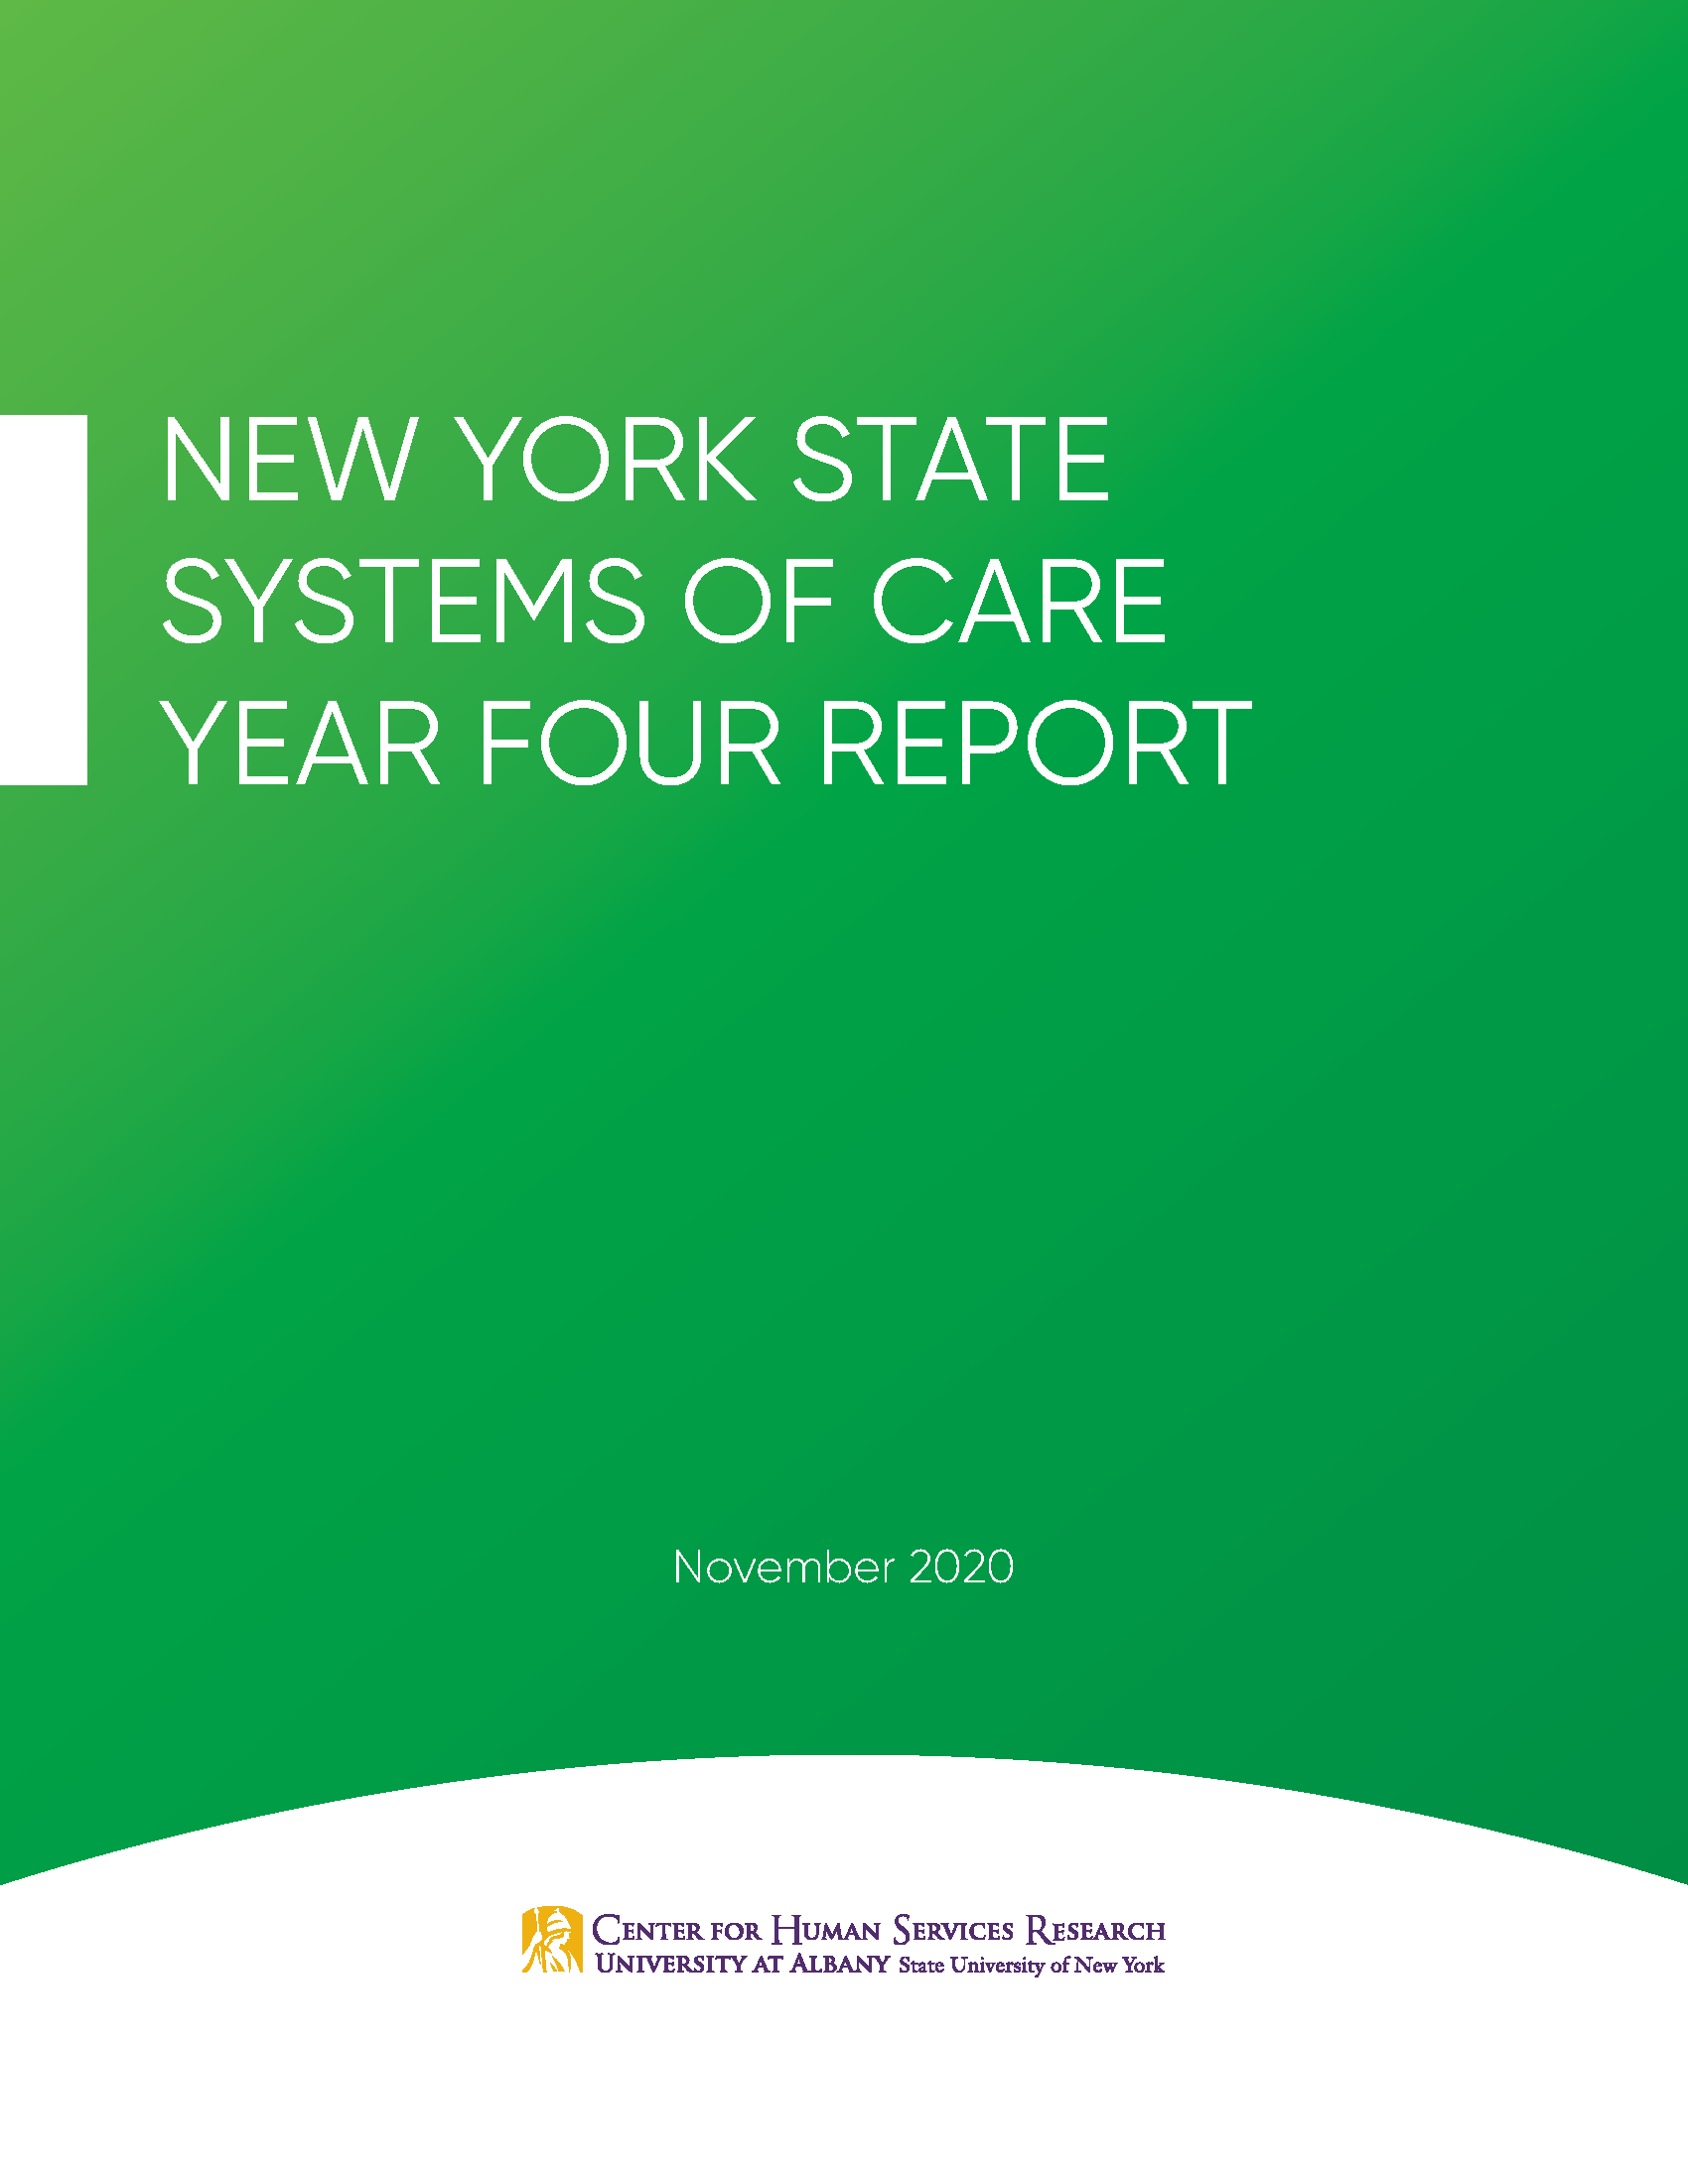 NEW YORK STATE
SYSTEMS OF CARE
YEAR FOUR REPORT
November 2020
CENTER FOR HUMAN SERVICES RESEARCH
UNIVERSITY AT ALBANY State University of New York